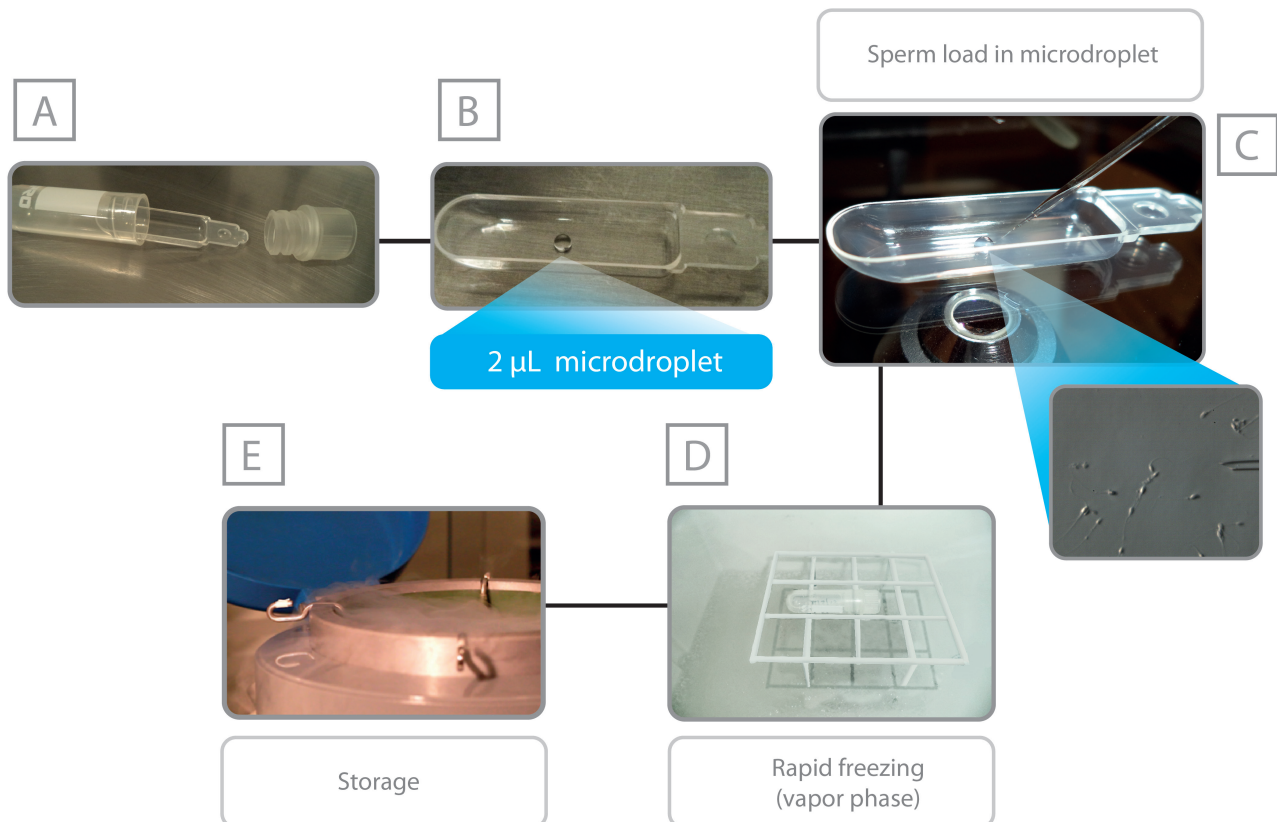 A
B
Sperm load in microdroplet
C
2 µL microdroplet
E
D
Storage
Rapid freezing
(vapor phase)